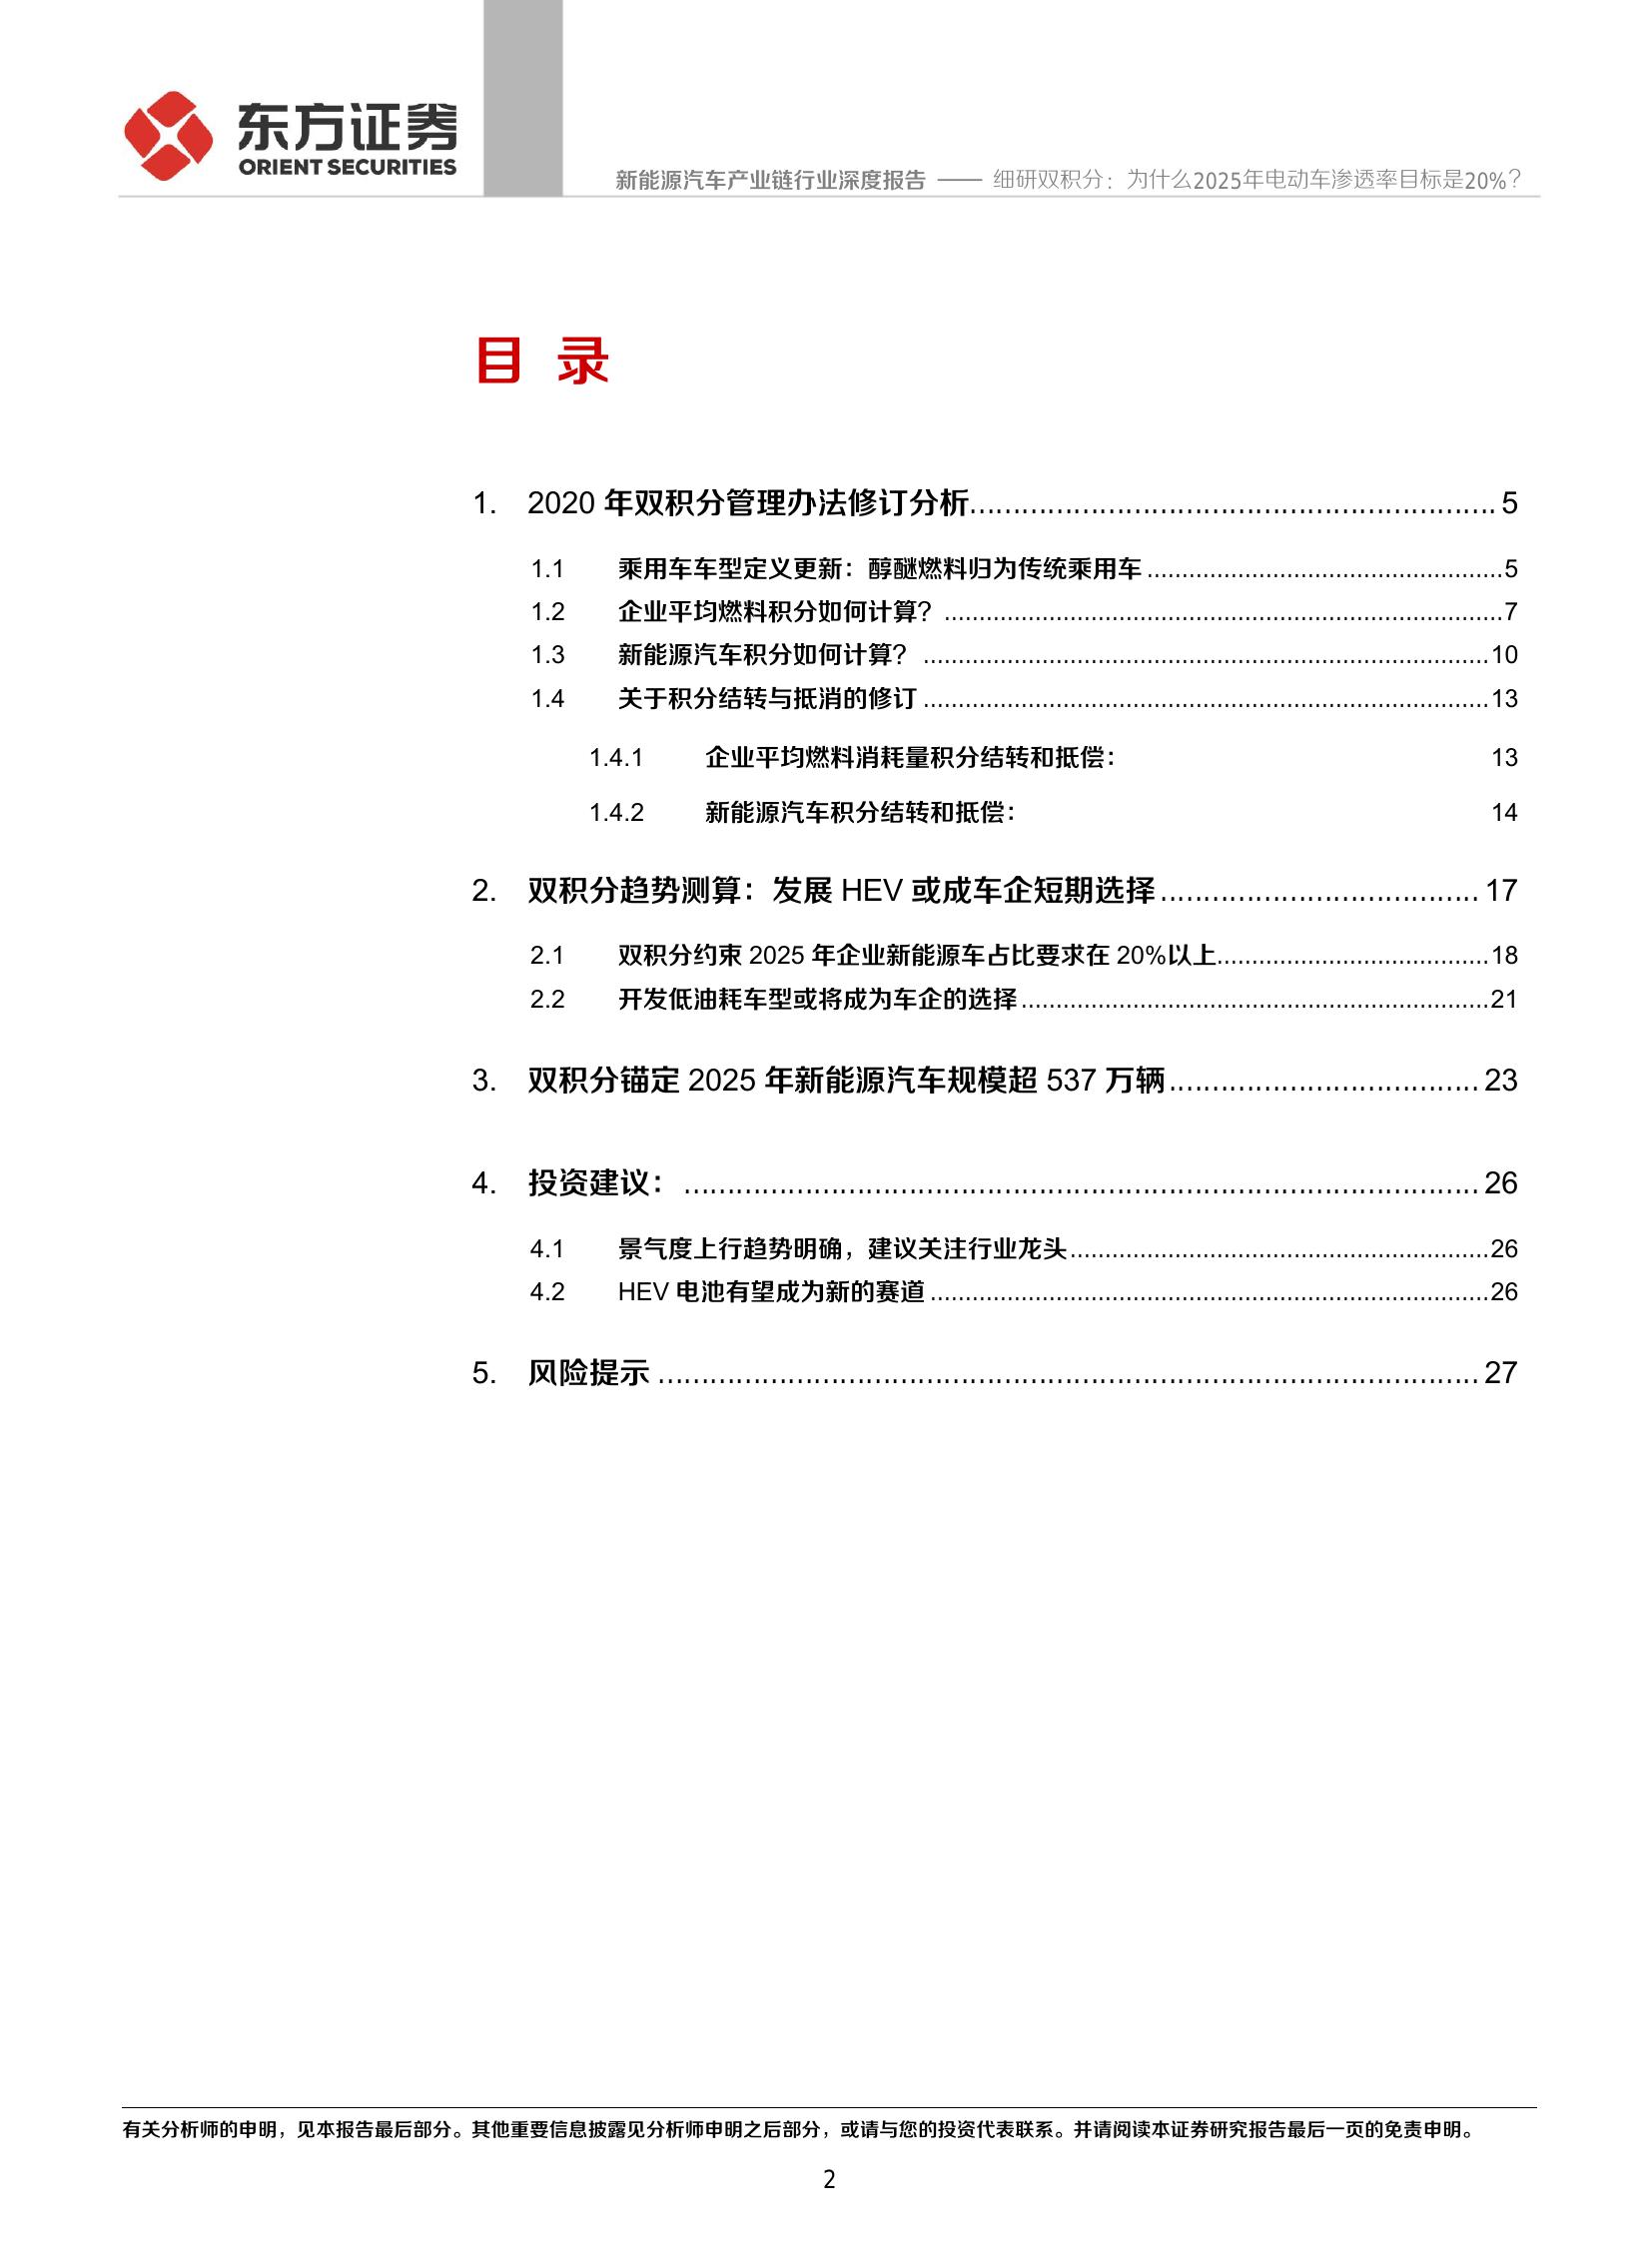 东方证券
ORIENT SECURITIES
新能源汽车产业链行业深度报告 —— 细研双积分：为什么2025年电动车渗透率目标是20%？
目 录
1. 2020 年双积分管理办法修订分析 5
1.1 乘用车车型定义更新：醇醚燃料归为传统乘用车 5
1.2 企业平均燃料积分如何计算？ 7
1.3 新能源汽车积分如何计算？ 10
1.4 关于积分结转与抵消的修订 13
1.4.1 企业平均燃料消耗量积分结转和抵偿： 13
1.4.2 新能源汽车积分结转和抵偿： 14
2. 双积分趋势测算：发展 HEV 或成车企短期选择 17
2.1 双积分约束 2025 年企业新能源车占比要求在 20%以上 18
2.2 开发低油耗车型或将成为车企的选择 21
3. 双积分锚定 2025 年新能源汽车规模超 537 万辆 23
4. 投资建议： 26
4.1 景气度上行趋势明确，建议关注行业龙头 26
4.2 HEV 电池有望成为新的赛道 26
5. 风险提示 27
有关分析师的申明，见本报告最后部分。其他重要信息披露见分析师申明之后部分，或请与您的投资代表联系。并请阅读本证券研究报告最后一页的免责申明。
2